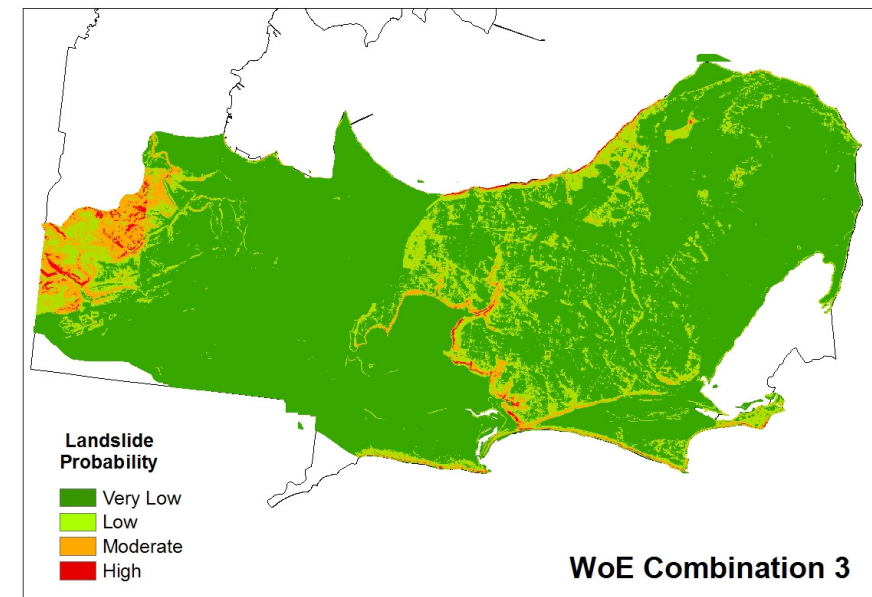 Landslide
Probability
Very Low
Low
Moderate
High
WoE Combination 3